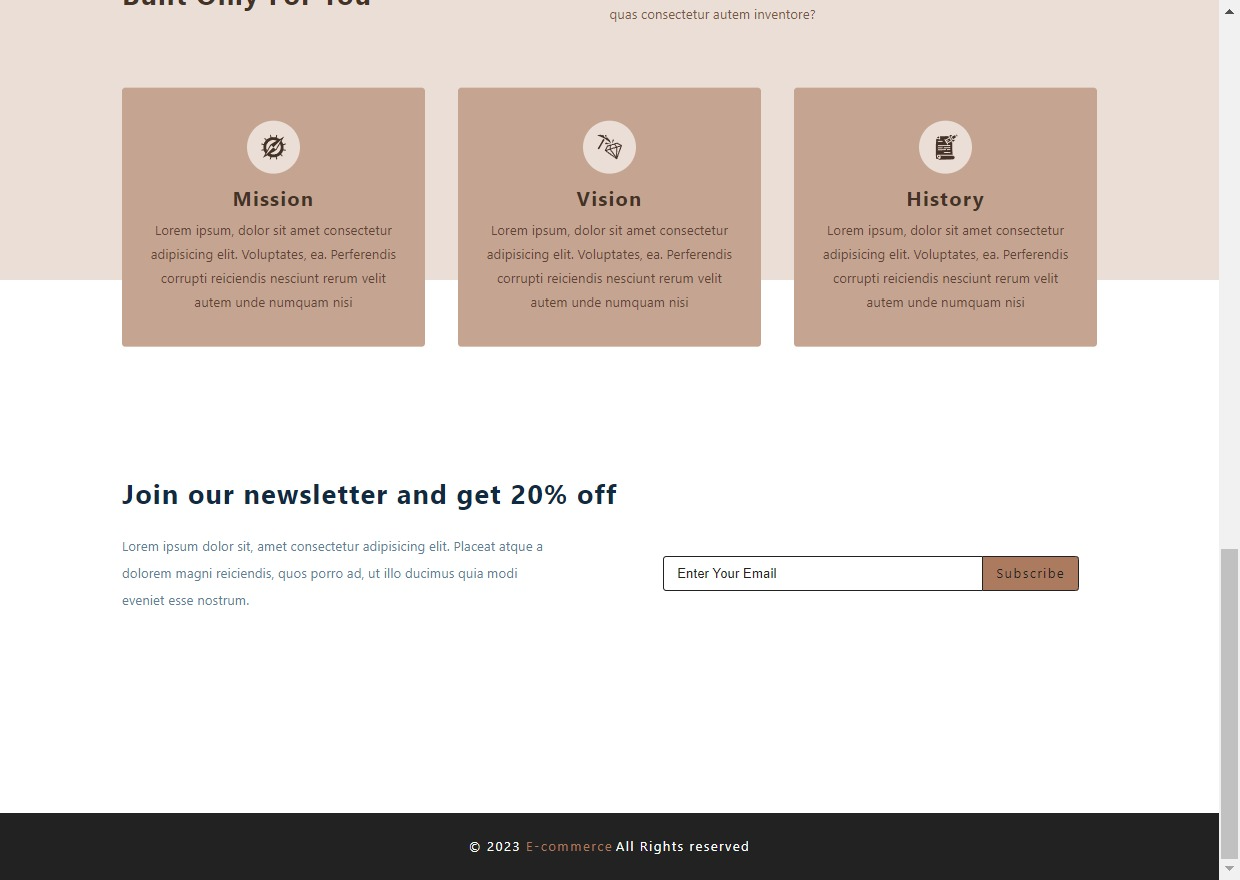 Built Only For You
quas consectetur autem inventore?
Mission
Lorem ipsum, dolor sit amet consectetur
adipisicing elit. Voluptates, ea. Perferendis
corrupti reiciendis nesciunt rerum velit
autem unde numquam nisi
Vision
Lorem ipsum, dolor sit amet consectetur
adipisicing elit. Voluptates, ea. Perferendis
corrupti reiciendis nesciunt rerum velit
autem unde numquam nisi
History
Lorem ipsum, dolor sit amet consectetur
adipisicing elit. Voluptates, ea. Perferendis
corrupti reiciendis nesciunt rerum velit
autem unde numquam nisi
Join our newsletter and get 20% off
Lorem ipsum dolor sit, amet consectetur adipisicing elit. Placeat atque a
dolorem magni reiciendis, quos porro ad, ut illo ducimus quia modi
eveniet esse nostrum.
Enter Your Email
Subscribe
© 2023 E-commerce All Rights reserved